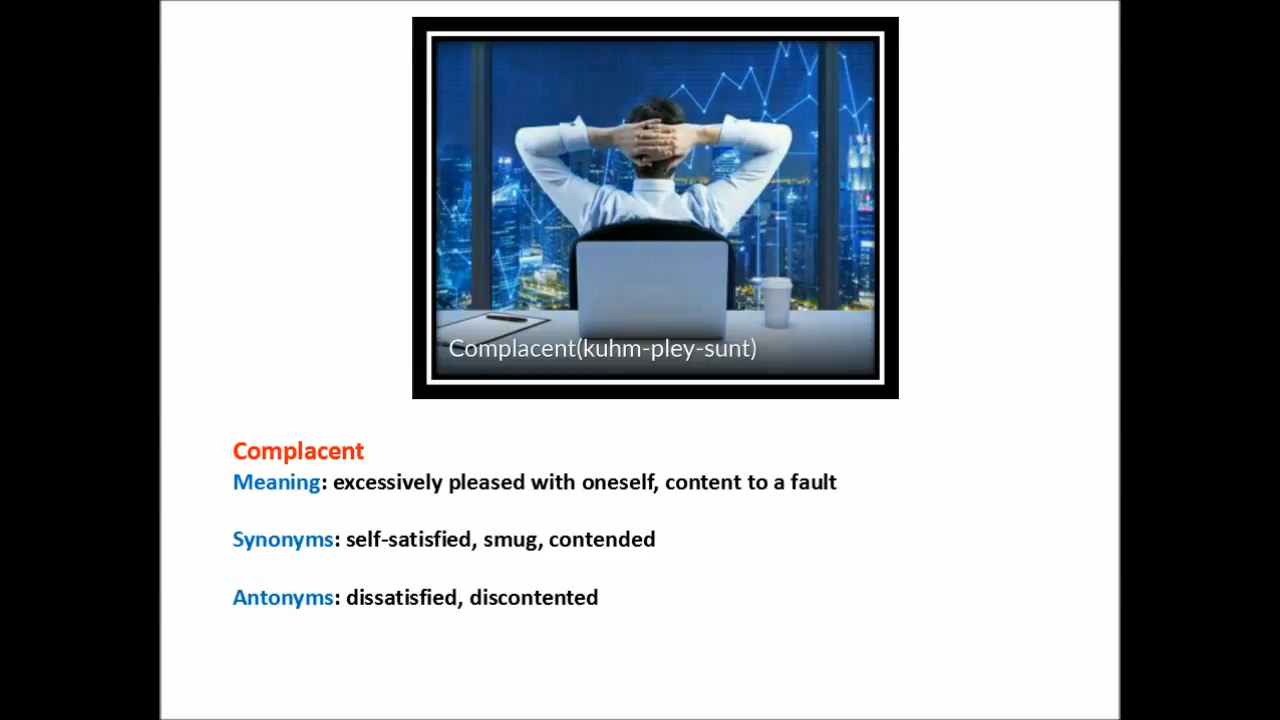 Complacent(kuhm-pley-sunt)
Complacent
Meaning: excessively pleased with oneself, content to a fault
Synonyms: self-satisfied, smug, contended
Antonyms: dissatisfied, discontented